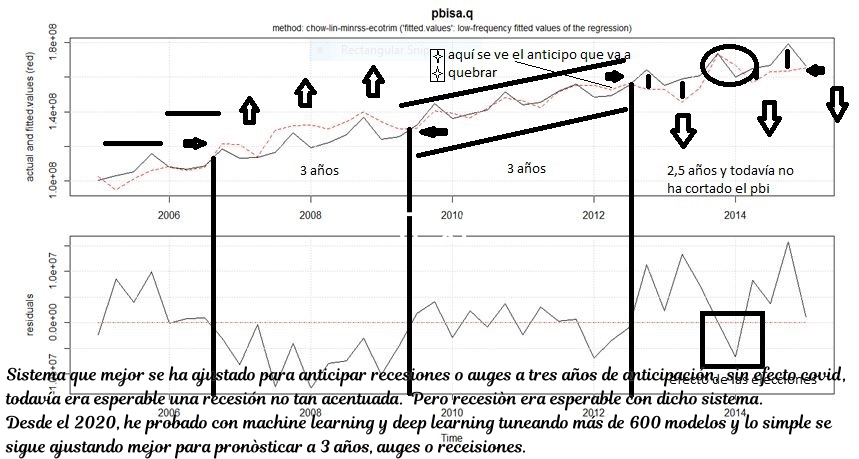 pbisa.q
method: chow-lin-minrss-ecotrim ('fitted.values': low-frequency fitted values of the regression)
Rectangular Snip
aquí se ve el anticipo que va a
quebrar
actual and fitted values (red)
1.8e+08
1.4e+08
1.0e+08
3 años
3 años
2,5 años y todavía no
ha cortado el pbi
2006 2008 2010 2012 2014
residuals
1.0e+07
0.0e+00
efecto de las elecciones
2006 2008 2010 2012 2014
Time
Sistema que mejor se ha ajustado para anticipar recesiones o auges a tres años de anticipación, sin efecto covid,
todavía era esperable una recesión no tan acentuada. Pero recesiòn era esperable con dicho sistema.
Desde el 2020, he probado con machine learning y deep learning tuneando más de 600 modelos y lo simple se
sigue ajustando mejor para pronòsticar a 3 años, auges o receisiones.